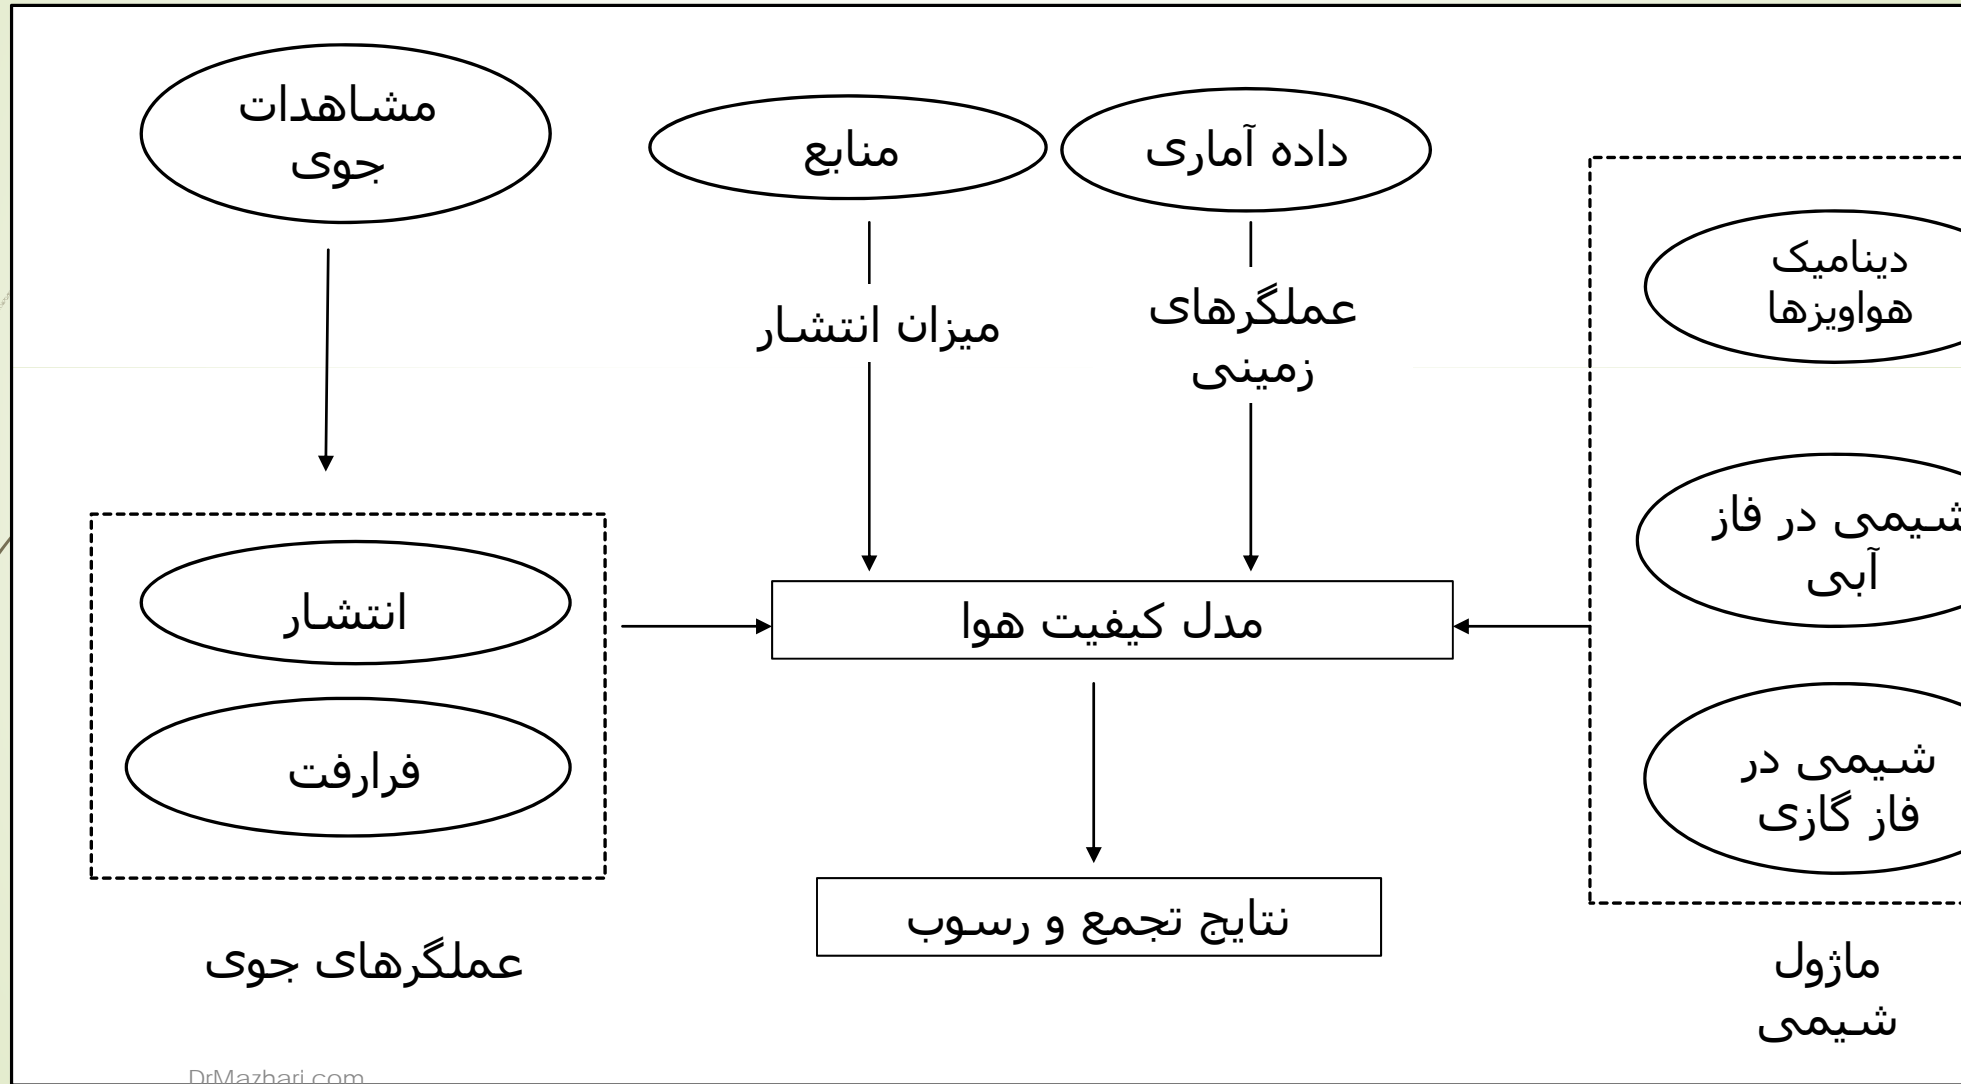 مشاهدات
جوی
منابع
داده آماری
میزان انتشار
عملگرهای
زمینی
دینامیک
هواویزها
شیمی در فاز
آبی
شیمی در
فاز گازی
ماژول
شیمی
انتشار
فرارفت
عملگرهای جوی
مدل کیفیت هوا
نتایج تجمع و رسوب
DrMazhari.com